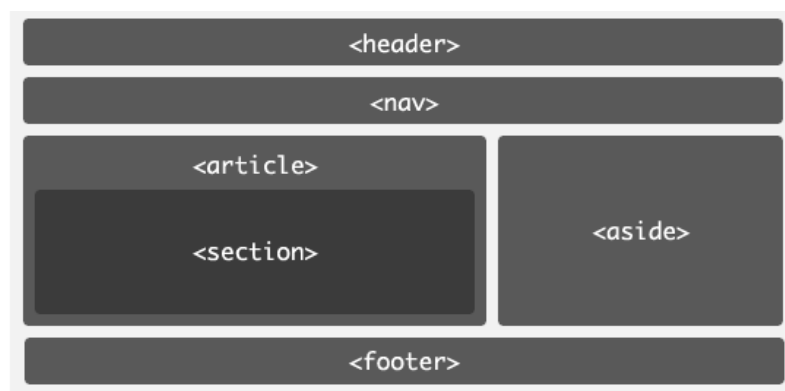 <header>
<nav>
<article>
<section>
<aside>
<footer>